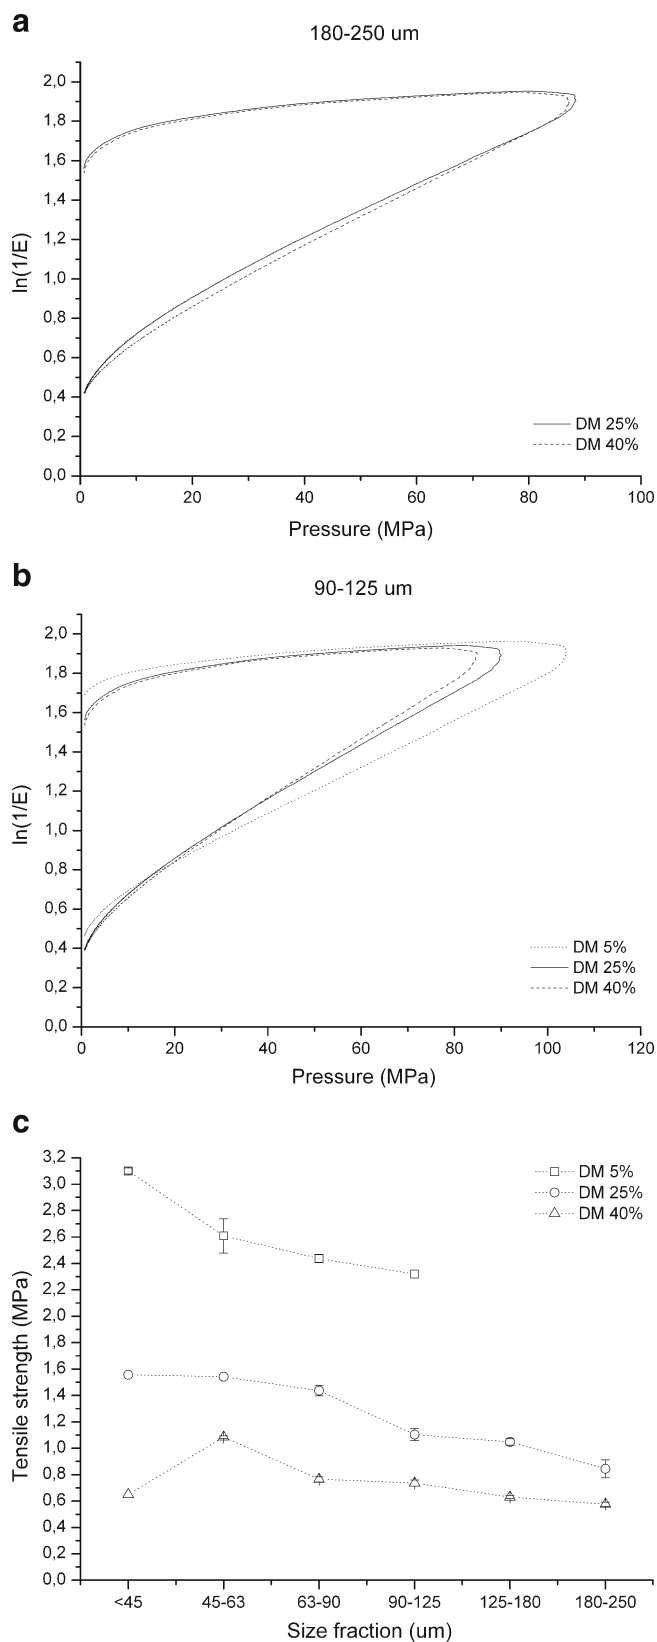 a
180-250 um
2,0
1,8
1,6
1,4
1,2
1,0
0,8
0,6
0,4
0,2
0,0
ln(1/E)
DM 25%
DM 40%
0 20 40 60 80 100
Pressure (MPa)
b
90-125 um
2,0
1,8
1,6
1,4
1,2
1,0
0,8
0,6
0,4
0,2
0,0
ln(1/E)
DM 5%
DM 25%
DM 40%
0 20 40 60 80 100 120
Pressure (MPa)
c
3,2
3,0
2,8
2,6
2,4
2,2
2,0
1,8
1,6
1,4
1,2
1,0
0,8
0,6
0,4
0,2
0,0
Tensile strength (MPa)
DM 5%
DM 25%
DM 40%
<45 45-63 63-90 90-125 125-180 180-250
Size fraction (um)